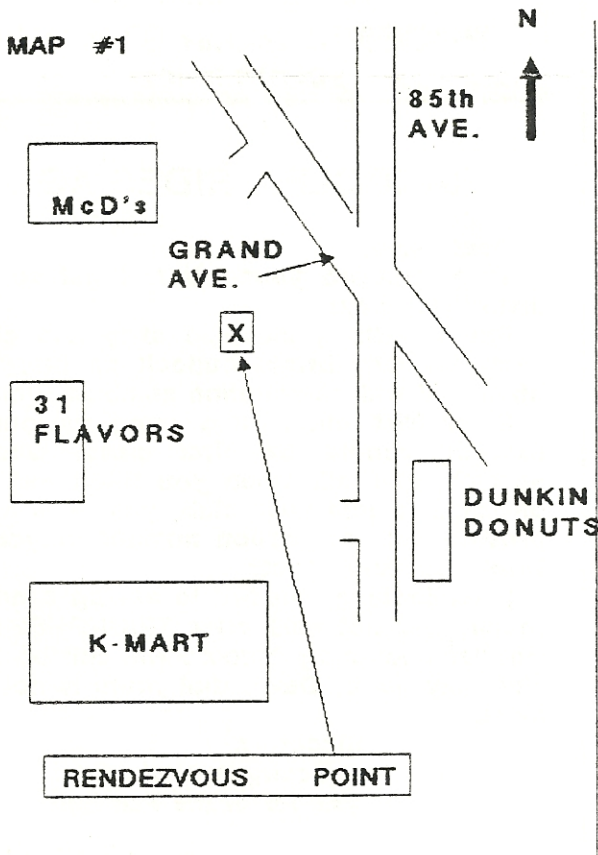 N
MAP #1
85th
AVE.
McD's
GRAND
AVE.
X
31
FLAVORS
DUNKIN
DONUTS
K-MART
RENDEZVOUS POINT